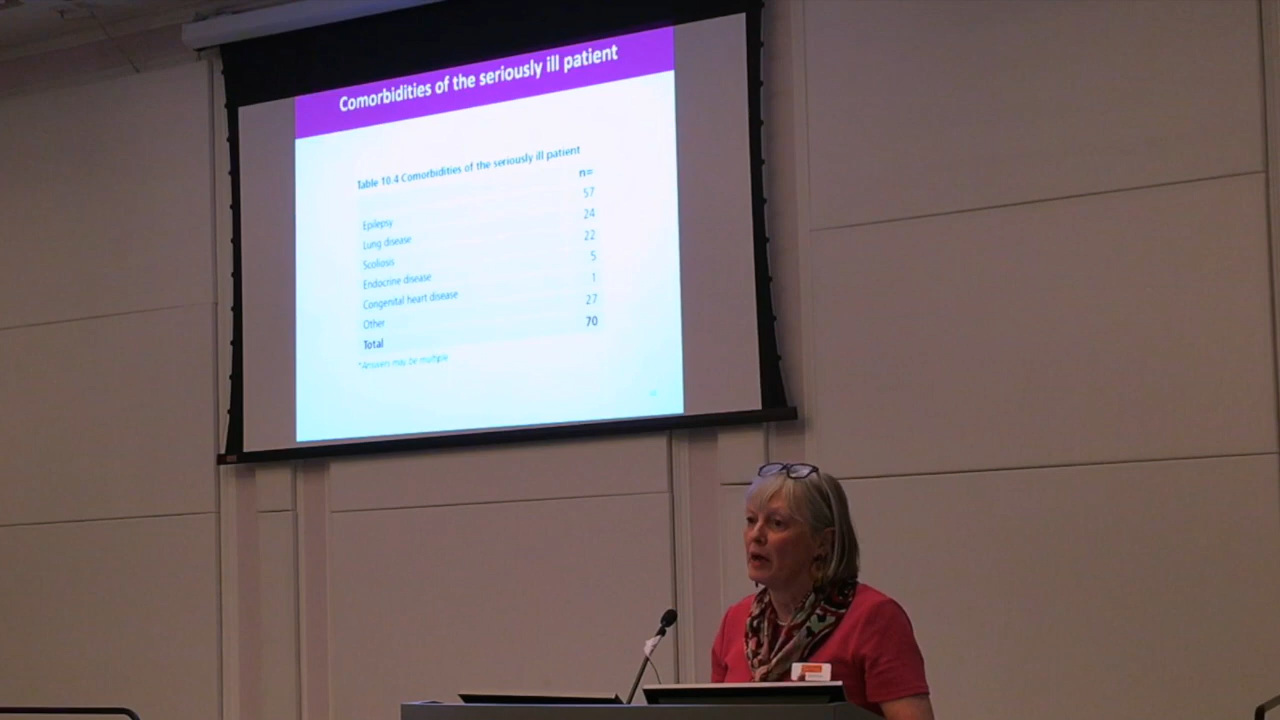 Comorbidities of the seriously ill patient
Table 10.4 Comorbidities of the seriously ill patient
n=
Epilepsy 57
Lung disease 24
Scoliosis 22
Endocrine disease 5
Congenital heart disease 1
Other 27
Total 70
*Answers may be multiple